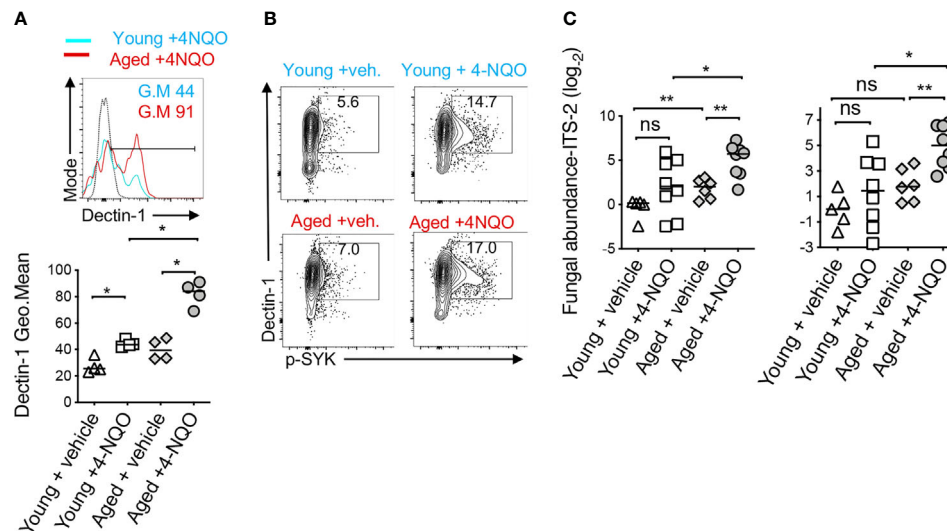 A
Young +4NQO
Aged +4NQO
G.M 44
G.M 91
Mode
Dectin-1
Dectin-1 Geo.Mean
100
80
60
40
20
0
*
*
*
Young + vehicle
Young +4-NQO
Aged + vehicle
Aged +4-NQO
B
Young +veh.
Young + 4-NQO
5.6
14.7
Aged +veh.
Aged +4NQO
7.0
17.0
Dectin-1
p-SYK
C
Fungal abundance•ITS-2 (log-2)
10
5
0
-5
*
**
**
ns
Young + vehicle
Young +4-NQO
Aged + vehicle
Aged +4-NQO
7
5
3
1
-1
-3
*
ns
**
ns
Young + vehicle
Young +4-NQO
Aged + vehicle
Aged +4-NQO